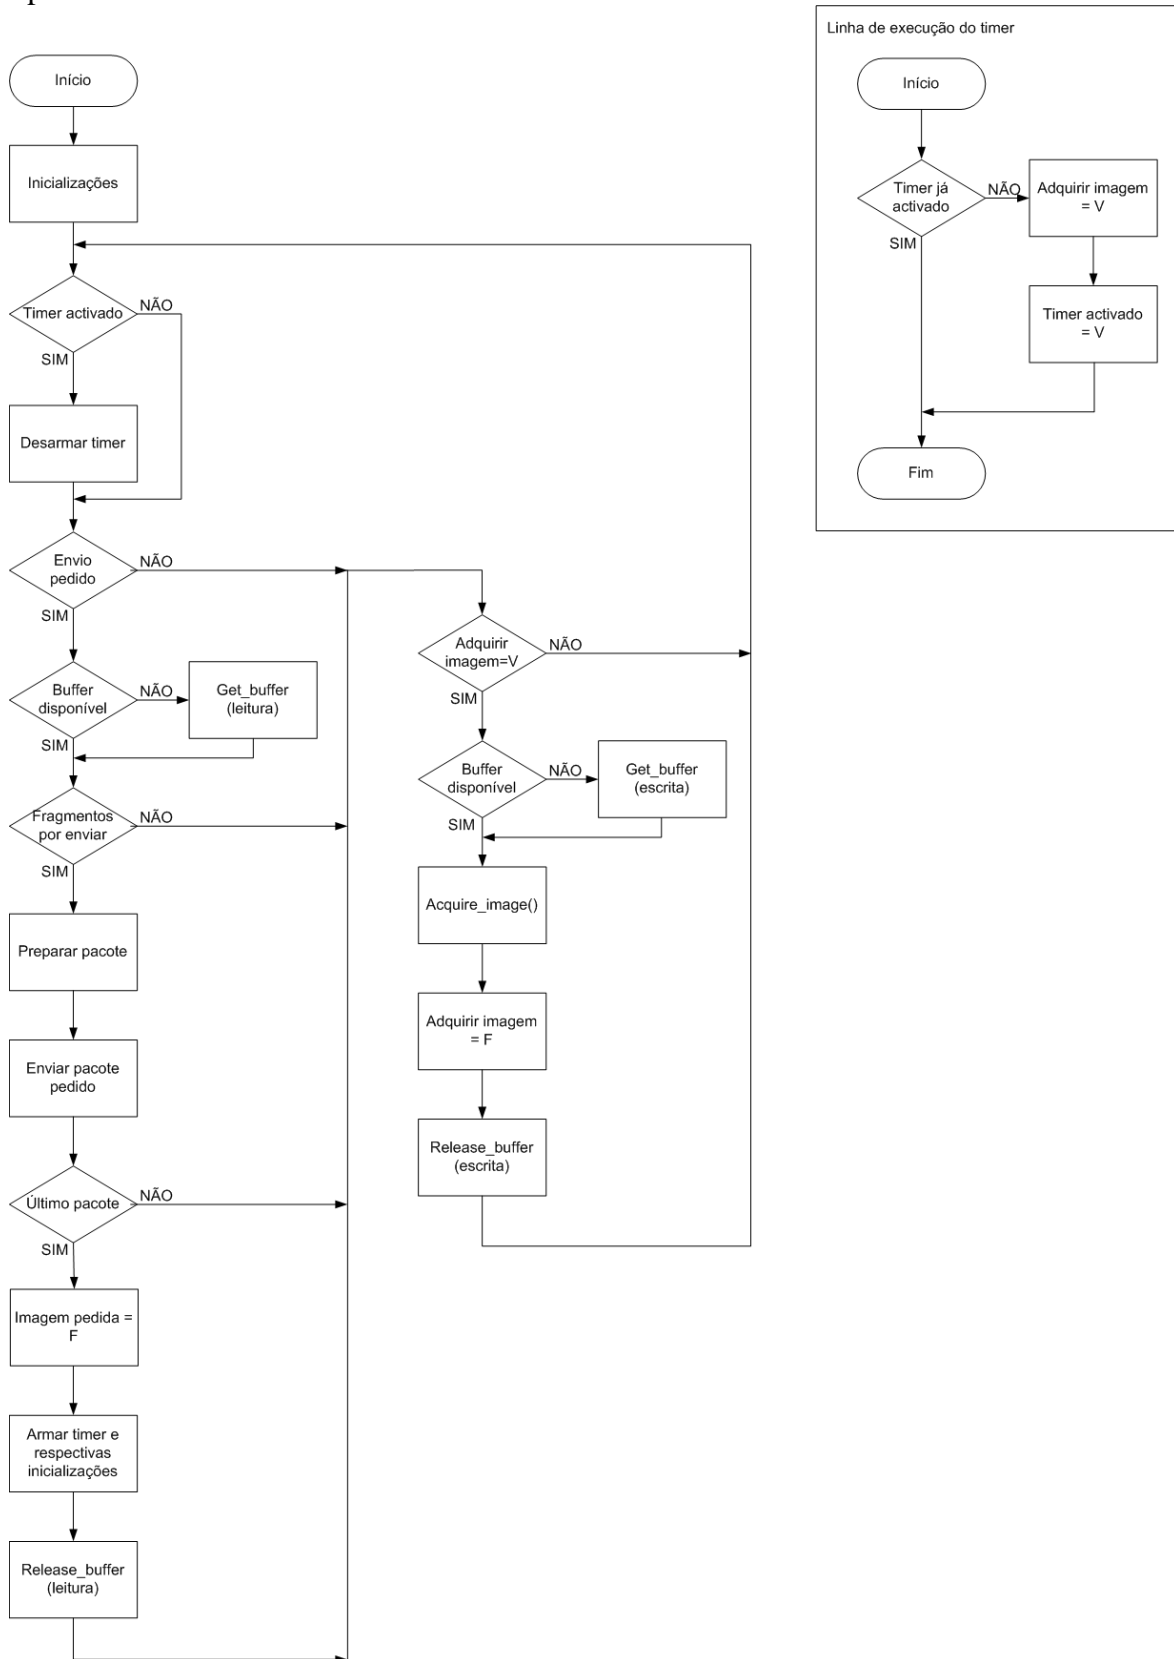 Início
Inicializações
Timer activado
NÃO
SIM
Desarmar timer
Envio
pedido
NÃO
SIM
Buffer
disponível
NÃO
SIM
Get_buffer
(leitura)
Fragmentos
por enviar
NÃO
SIM
Preparar pacote
Enviar pacote
pedido
Último pacote
NÃO
SIM
Imagem pedida =
F
Armar timer e
respectivas
inicializações
Release_buffer
(leitura)
Adquirir
imagem=V
NÃO
SIM
Buffer
disponível
NÃO
SIM
Get_buffer
(escrita)
Acquire_image()
Adquirir imagem
= F
Release_buffer
(escrita)
Linha de execução do timer
Início
Timer já
activado
NÃO
SIM
Adquirir imagem
= V
Timer activado
= V
Fim